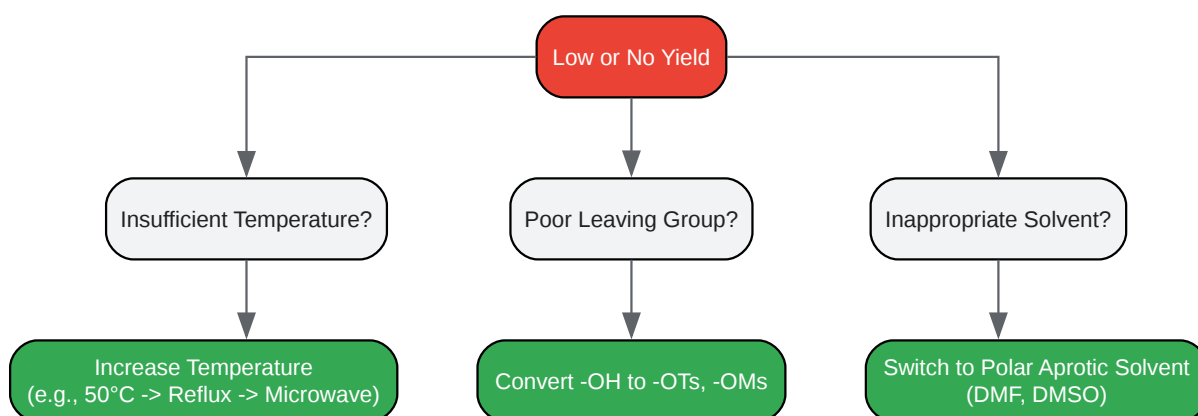 Low or No Yield
Insufficient Temperature?
Poor Leaving Group?
Inappropriate Solvent?
Increase Temperature
(e.g., 50°C -> Reflux -> Microwave)
Convert -OH to -OTs, -OMs
Switch to Polar Aprotic Solvent
(DMF, DMSO)